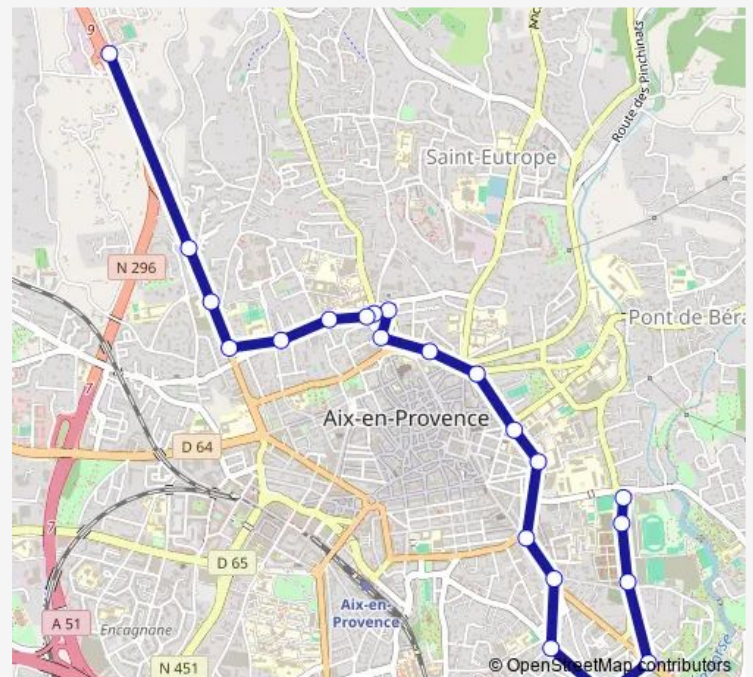 9
Anc
Route des Pinchinats
Saint-Eutrope
N 296
Pont de Béra
7
Aix-en-Provence
D 64
7
D 65
Aix-en-
Provence
A 51
Encagnane
N 451
© OpenStreetMap contributors